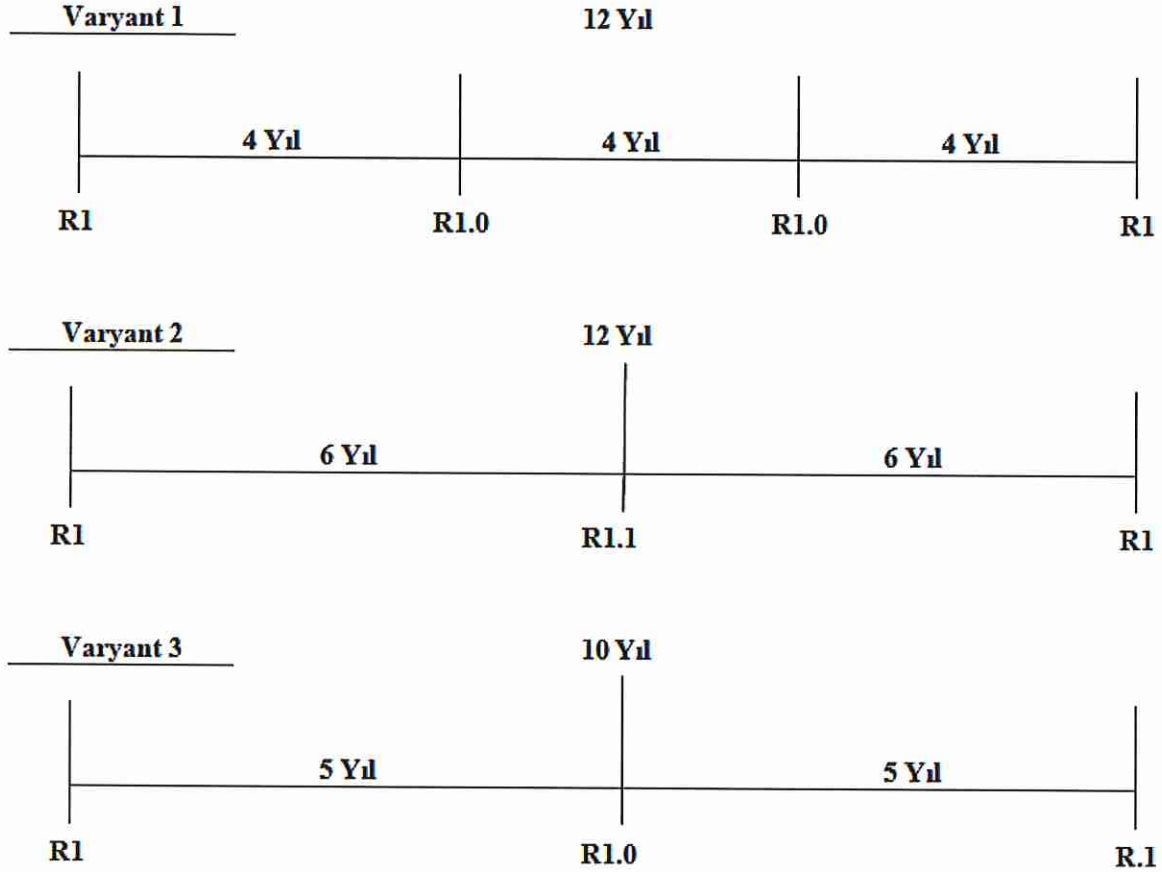 Varyant 1 12 Yıl
4 Yıl 4 Yıl 4 Yıl
R1 R1.0 R1.0 R1
Varyant 2 12 Yıl
6 Yıl 6 Yıl
R1 R1.1 R1
Varyant 3 10 Yıl
5 Yıl 5 Yıl
R1 R1.0 R.1